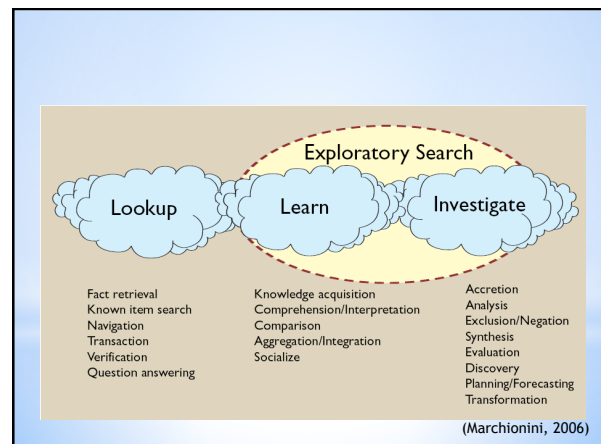 Exploratory Search
Lookup
Learn
Investigate
Fact retrieval
Known item search
Navigation
Transaction
Verification
Question answering
Knowledge acquisition
Comprehension/Interpretation
Comparison
Aggregation/Integration
Socialize
Accretion
Analysis
Exclusion/Negation
Synthesis
Evaluation
Discovery
Planning/Forecasting
Transformation
(Marchionini, 2006)